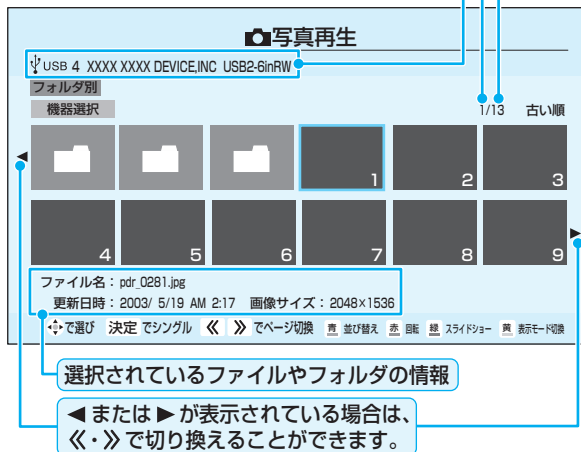 写真再生
USB 4 XXXX XXXX DEVICE,INC USB2-6inRW
フォルダ別
機器選択
1/13 古い順
1 2 3
4 5 6 7 8 9
ファイル名：pdr_0281.jpg
更新日時：2003/ 5/19 AM 2:17 画像サイズ：2048×1536
で選び 決定 でシングル 《 》 でページ切換 青 並び替え 赤 回転 緑 スライドショー 黄 表示モード切換
選択されているファイルやフォルダの情報
◀ または ▶ が表示されている場合は、
《・》で切り換えることができます。